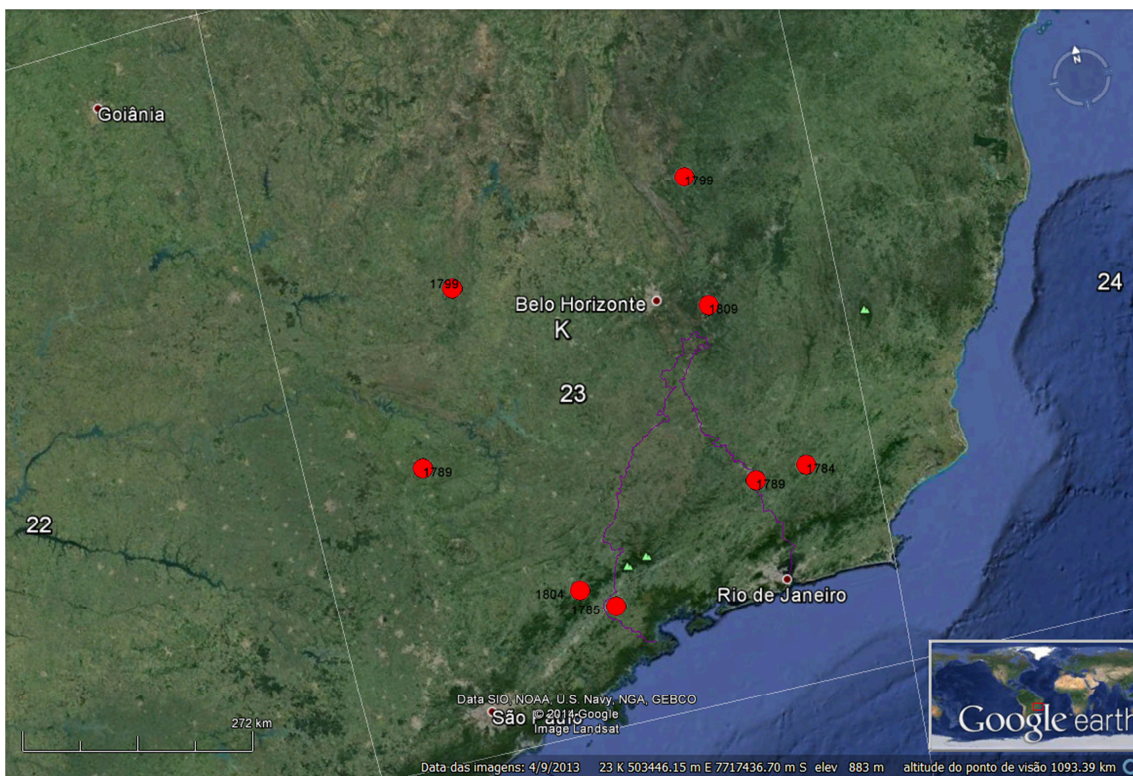 N
Goiânia
1799
24
1799
Belo Horizonte
1809
K
23
1789
1784
1789
22
1804
1765
Rio de Janeiro
Data SIO, NOAA, U.S. Navy, NGA, GEBCO
São Paulo
© 2014 Google
Image Landsat
272 km
Google earth
Data das imagens: 4/9/2013 23 K 503446.15 m E 7717436.70 m S elev 883 m altitude do ponto de visão 1093.39 km